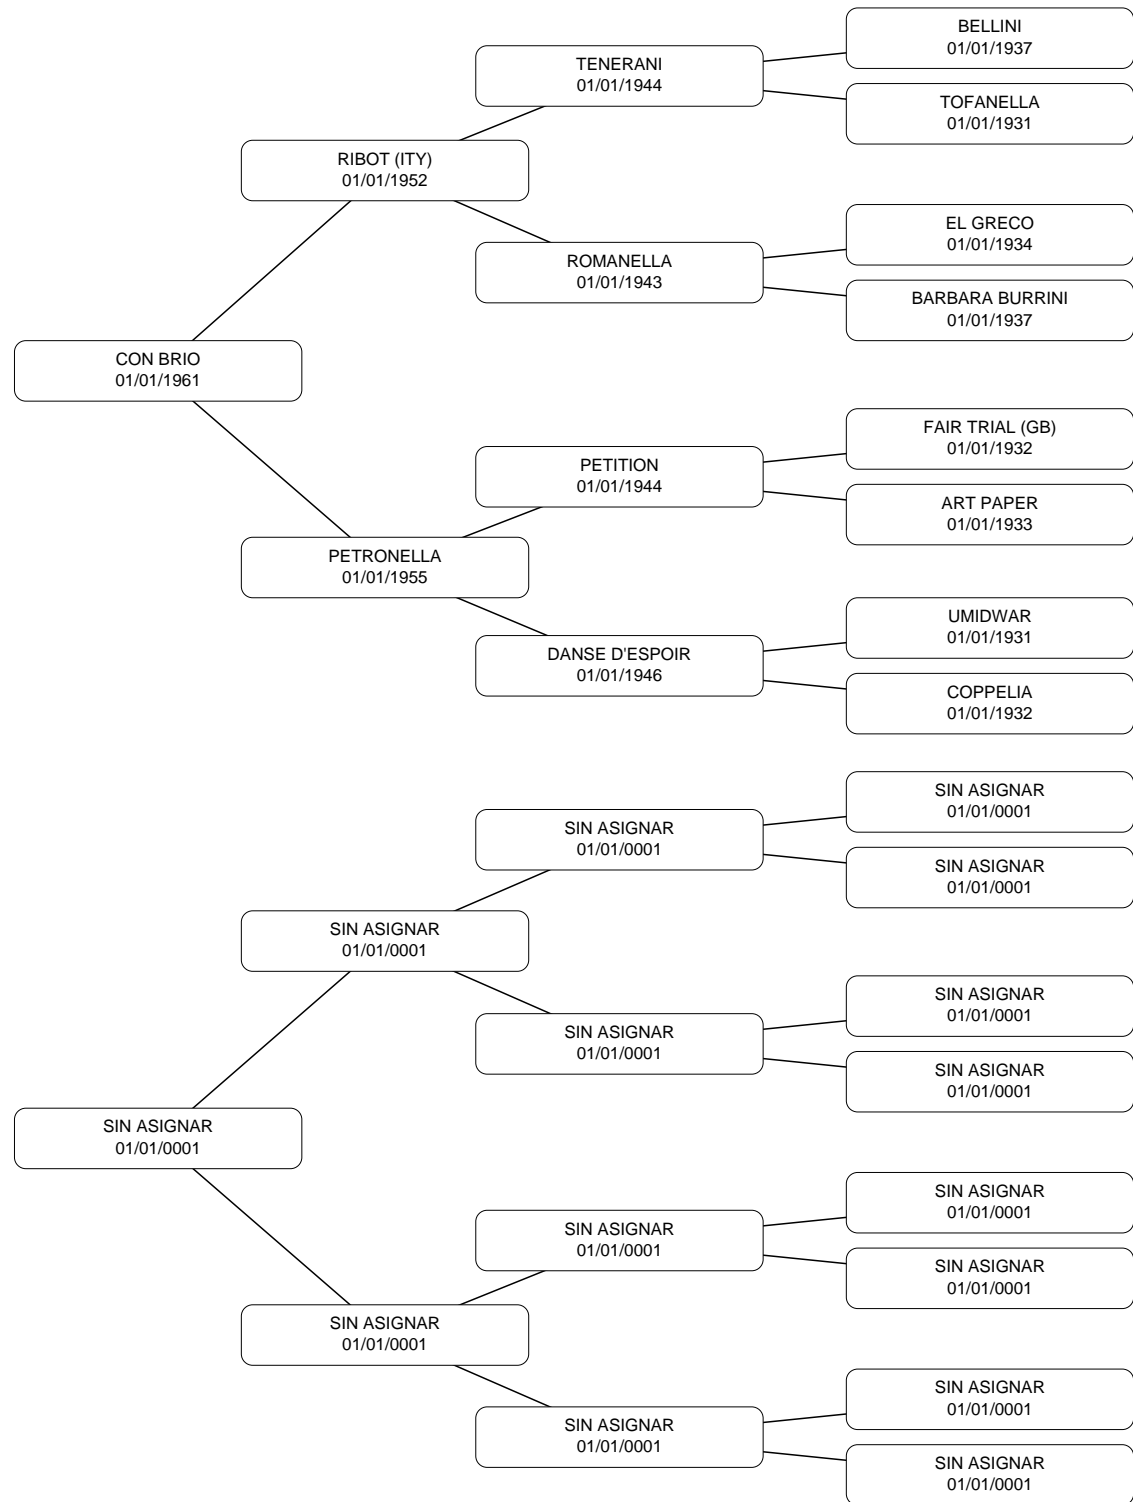 BELLINI
01/01/1937
TENERANI
01/01/1944
TOFANELLA
01/01/1931
RIBOT (ITY)
01/01/1952
EL GRECO
01/01/1934
ROMANELLA
01/01/1943
BARBARA BURRINI
01/01/1937
CON BRIO
01/01/1961
FAIR TRIAL (GB)
01/01/1932
PETITION
01/01/1944
ART PAPER
01/01/1933
PETRONELLA
01/01/1955
UMIDWAR
01/01/1931
DANSE D'ESPOIR
01/01/1946
COPPELIA
01/01/1932
SIN ASIGNAR
01/01/0001
SIN ASIGNAR
01/01/0001
SIN ASIGNAR
01/01/0001
SIN ASIGNAR
01/01/0001
SIN ASIGNAR
01/01/0001
SIN ASIGNAR
01/01/0001
SIN ASIGNAR
01/01/0001
SIN ASIGNAR
01/01/0001
SIN ASIGNAR
01/01/0001
SIN ASIGNAR
01/01/0001
SIN ASIGNAR
01/01/0001
SIN ASIGNAR
01/01/0001
SIN ASIGNAR
01/01/0001
SIN ASIGNAR
01/01/0001
SIN ASIGNAR
01/01/0001